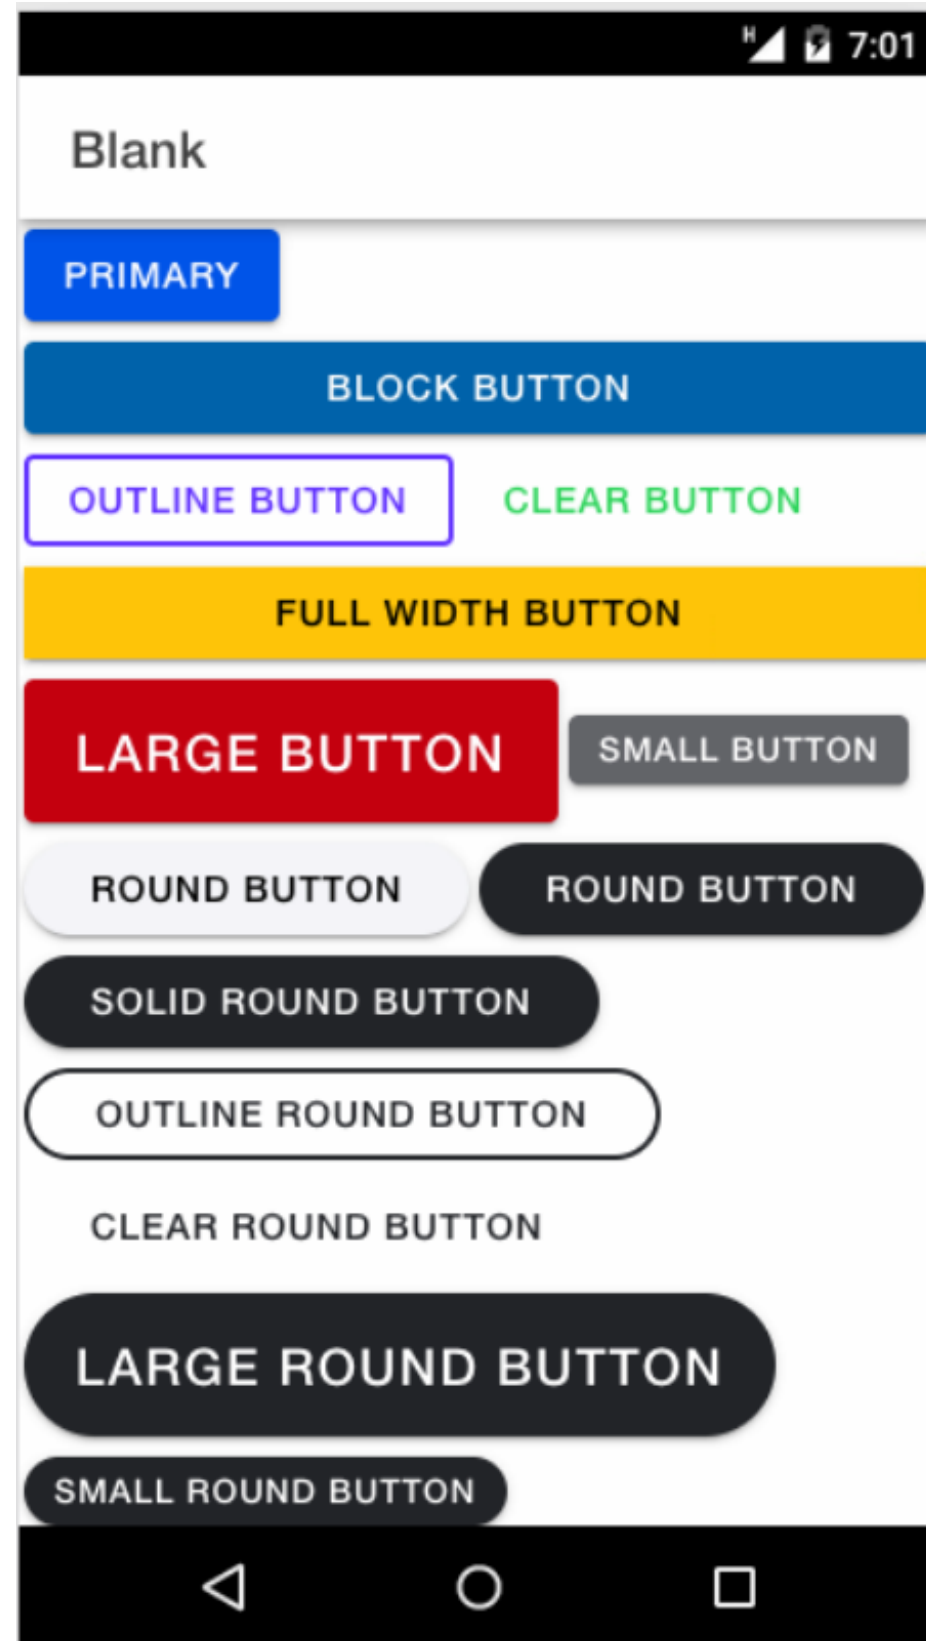 H 7:01
Blank
PRIMARY
BLOCK BUTTON
OUTLINE BUTTON CLEAR BUTTON
FULL WIDTH BUTTON
LARGE BUTTON SMALL BUTTON
ROUND BUTTON ROUND BUTTON
SOLID ROUND BUTTON
OUTLINE ROUND BUTTON
CLEAR ROUND BUTTON
LARGE ROUND BUTTON
SMALL ROUND BUTTON